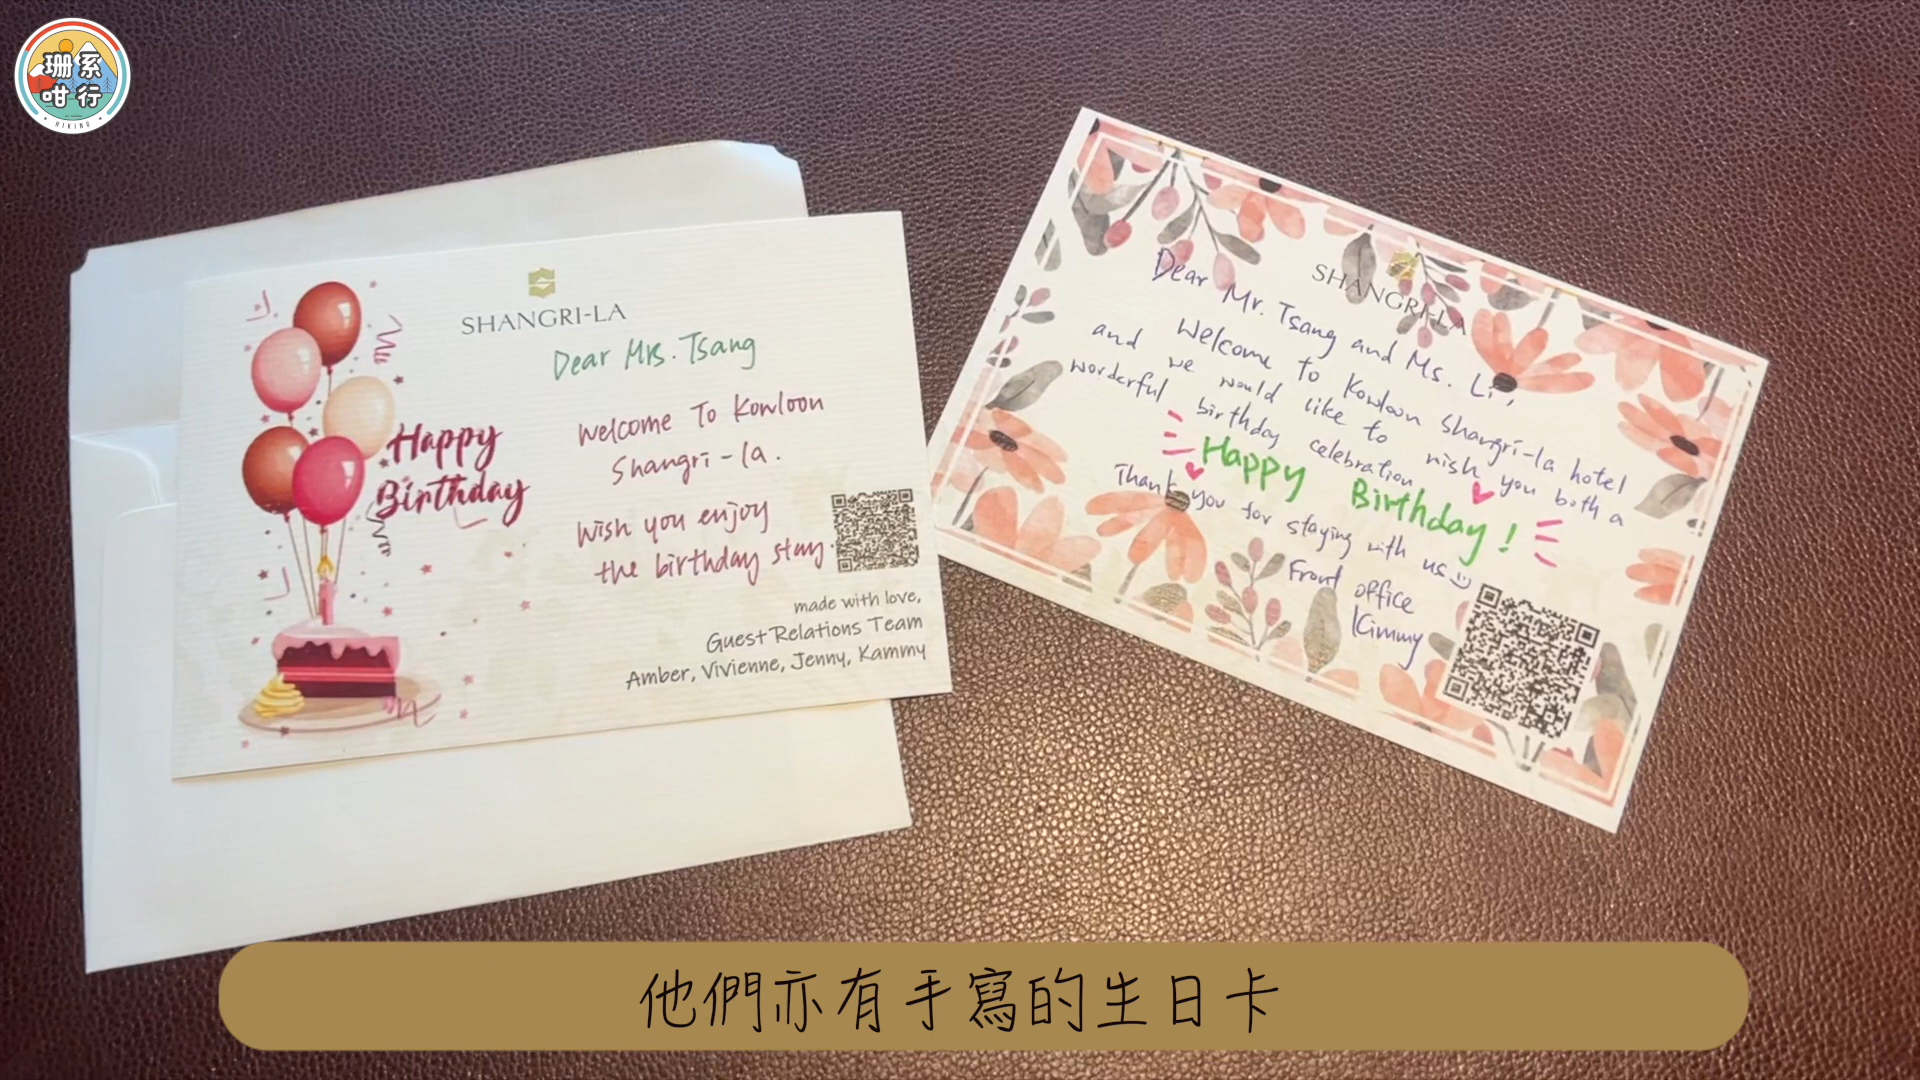 珊系
咁行
HIKING
SHANGRI-LA
Dear Mrs. Tsang
Happy
Birthday
Welcome To Kowloon
Shangri-la.
Wish you enjoy
the birthday stay.
made with love,
Guest Relations Team
Amber, Vivienne, Jenny, Kammy
SHANGRI-LA
Dear Mr. Tsang and Ms. Li,
Welcome to Kowloon Shangri-la hotel
and we would like to wish you both a
worderful birthday celebration
Happy Birthday!
Thank you for staying with us
Front office
Kimmy
他們亦有手寫的生日卡